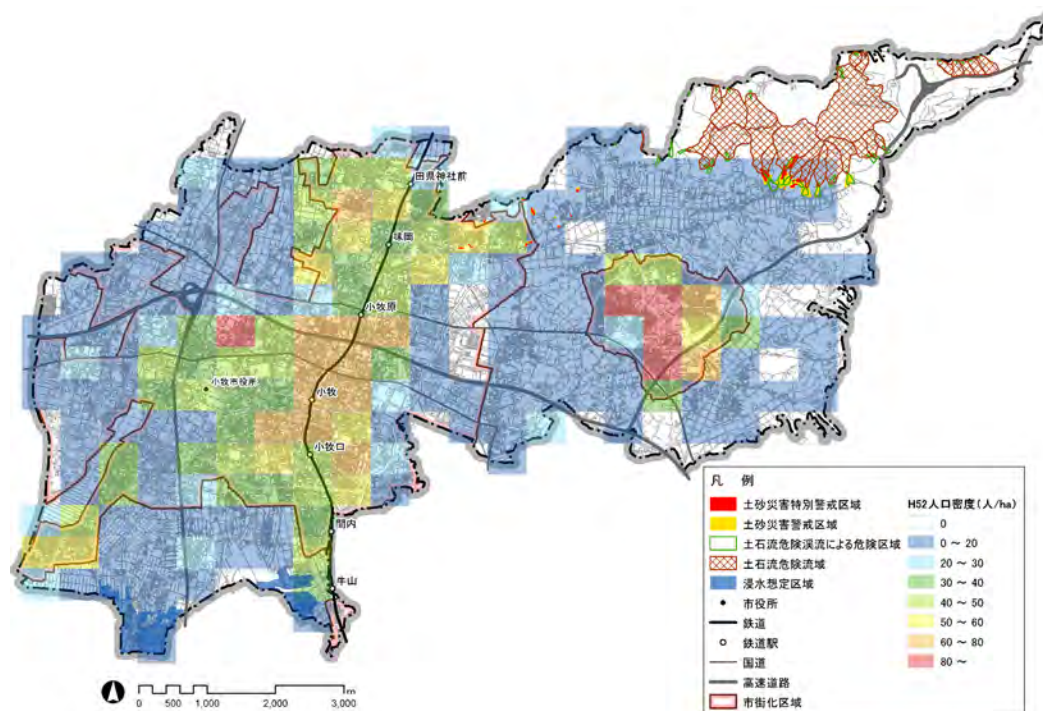 田県神社前
味岡
小牧原
小牧市役所
小牧
小牧口
間内
牛山
凡 例
土砂災害特別警戒区域
土砂災害警戒区域
土石流危険渓流による危険区域
土石流危険流域
浸水想定区域
市役所
鉄道
鉄道駅
国道
高速道路
市街化区域
H52人口密度(人/ha)
0
0 ~ 20
20 ~ 30
30 ~ 40
40 ~ 50
50 ~ 60
60 ~ 80
80 ~
0 500 1,000 2,000 3,000 m